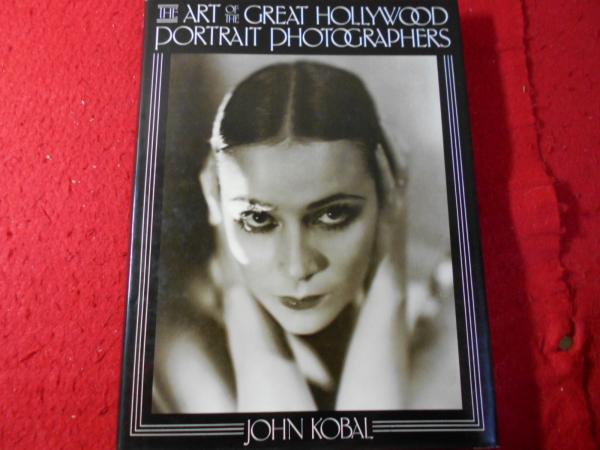 THE ART OF THE GREAT HOLLYWOOD
PORTRAIT PHOTOGRAPHERS
JOHN KOBAL